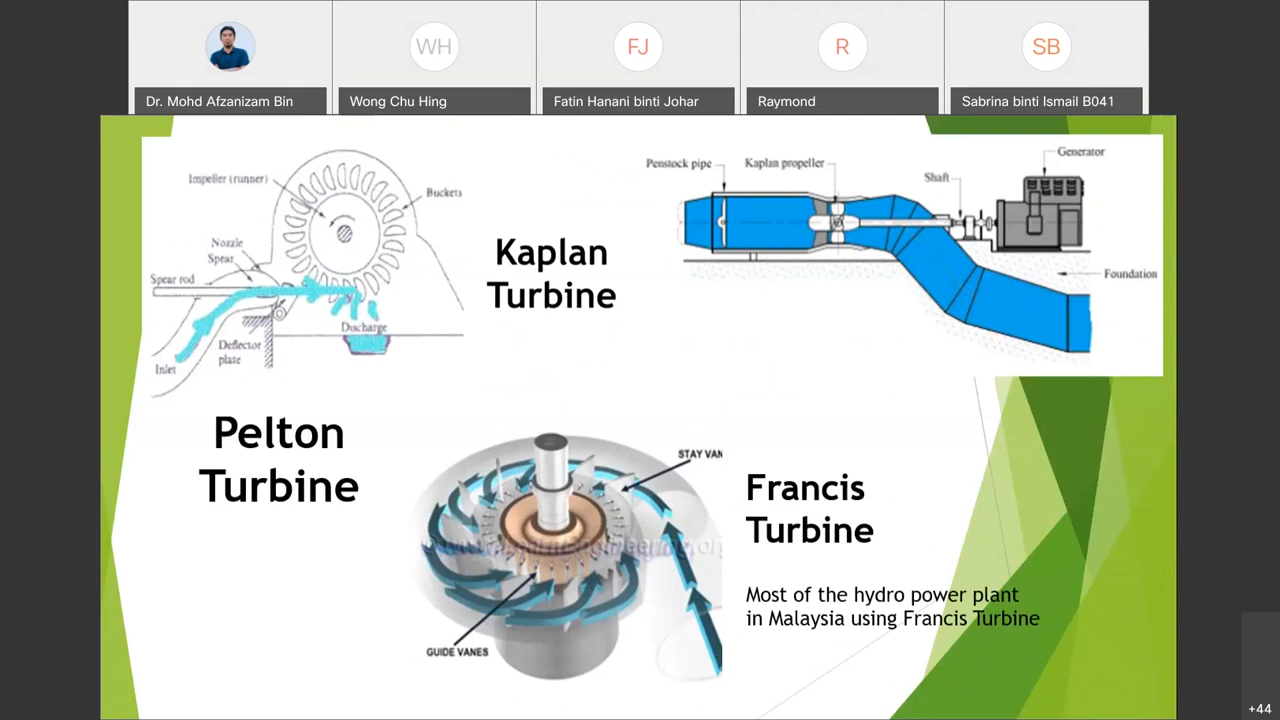 WH
FJ
R
SB
Dr. Mohd Afzanizam Bin
Wong Chu Hing
Fatin Hanani binti Johar
Raymond
Sabrina binti Ismail B041
Impeller (runner)
Buckets
Nozzle
Spear
Spear rod
Discharge
Deflector
plate
Inlet
Kaplan
Turbine
Penstock pipe
Kaplan propeller
Shaft
Generator
Foundation
Pelton
Turbine
STAY VAN
GUIDE VANES
Francis
Turbine
Most of the hydro power plant
in Malaysia using Francis Turbine
+44